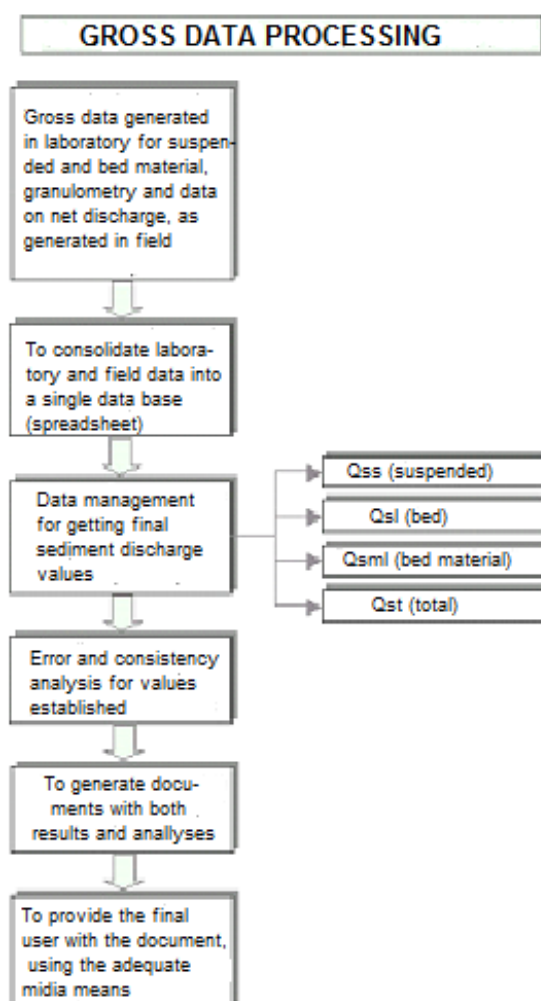 GROSS DATA PROCESSING
Gross data generated
in laboratory for suspen-
ded and bed material,
granulometry and data
on net discharge, as
generated in field
To consolidate labora-
tory and field data into
a single data base
(spreadsheet)
Data management
for getting final
sediment discharge
values
Qss (suspended)
Qsl (bed)
Qsml (bed material)
Qst (total)
Error and consistency
analysis for values
established
To generate docu-
ments with both
results and anallyses
To provide the final
user with the document,
using the adequate
midia means